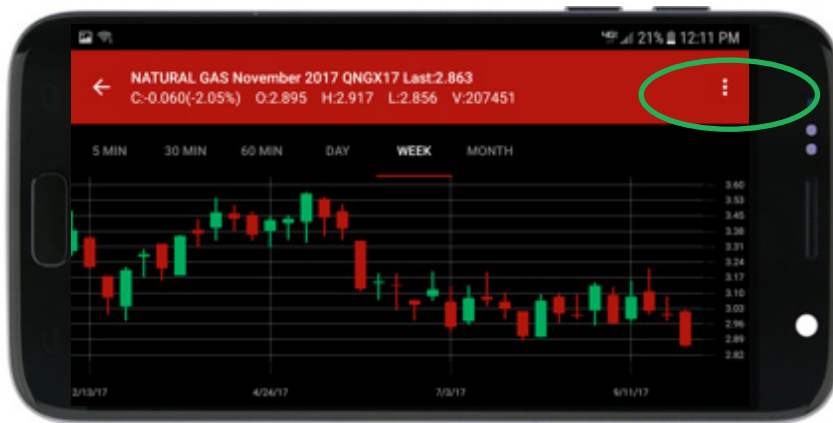 21% 12:11 PM
NATURAL GAS November 2017 QNGX17 Last:2.863
C:-0.060(-2.05%) O:2.895 H:2.917 L:2.856 V:207451
5 MIN 30 MIN 60 MIN DAY WEEK MONTH
3.60
3.53
3.45
3.38
3.31
3.24
3.17
3.10
3.03
2.96
2.89
2.82
2/13/17 4/24/17 7/3/17 9/11/17